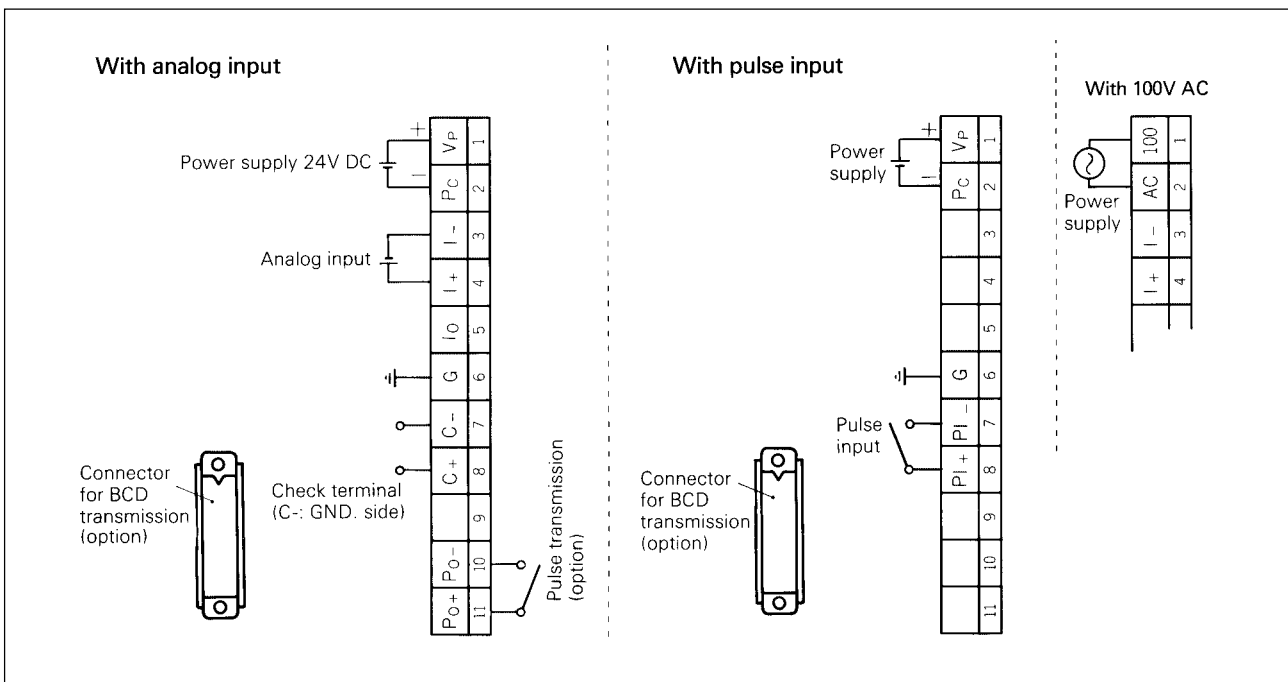 With analog input
Power supply 24V DC
+
−
Analog input
VP 1
PC 2
I − 3
I + 4
IO 5
G 6
C − 7
C + 8
9
PO− 10
PO+ 11
Connector
for BCD
transmission
(option)
Check terminal
(C-: GND. side)
Pulse transmission
(option)
With pulse input
Power
supply
+
−
VP 1
PC 2
3
4
5
G 6
PI − 7
PI + 8
9
10
11
Pulse
input
Connector
for BCD
transmission
(option)
With 100V AC
Power
supply
100 1
AC 2
I − 3
I + 4